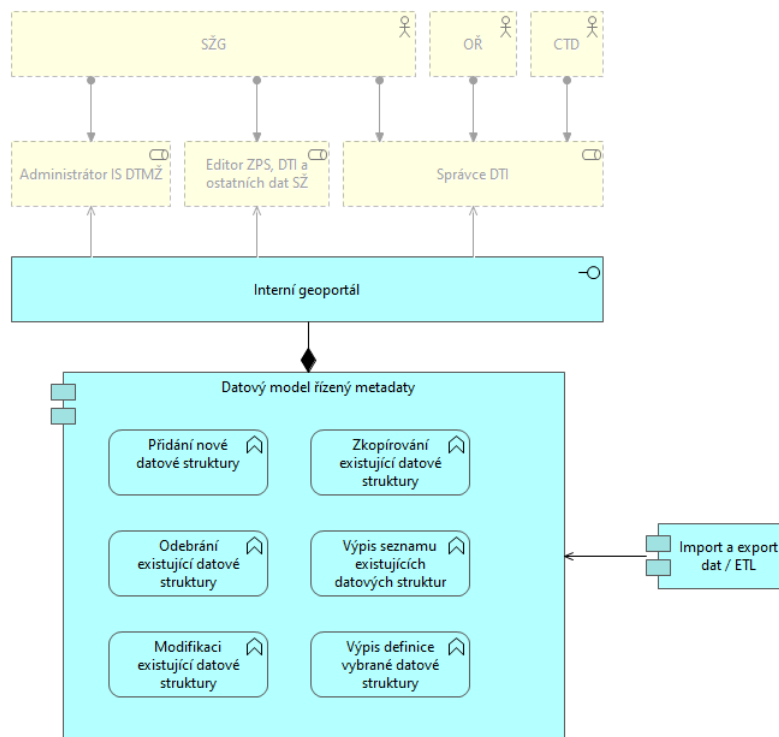 SŽG
OŘ
CTD
Administrátor IS DTMŽ
Editor ZPS, DTI a
ostatních dat SŽ
Správce DTI
Interní geoportál
Datový model řízený metadaty
Přidání nové
datové struktury
Zkopírování
existující datové
struktury
Odebrání
existující datové
struktury
Výpis seznamu
existujících
datových struktur
Import a export
dat / ETL
Modifikaci
existující datové
struktury
Výpis definice
vybrané datové
struktury